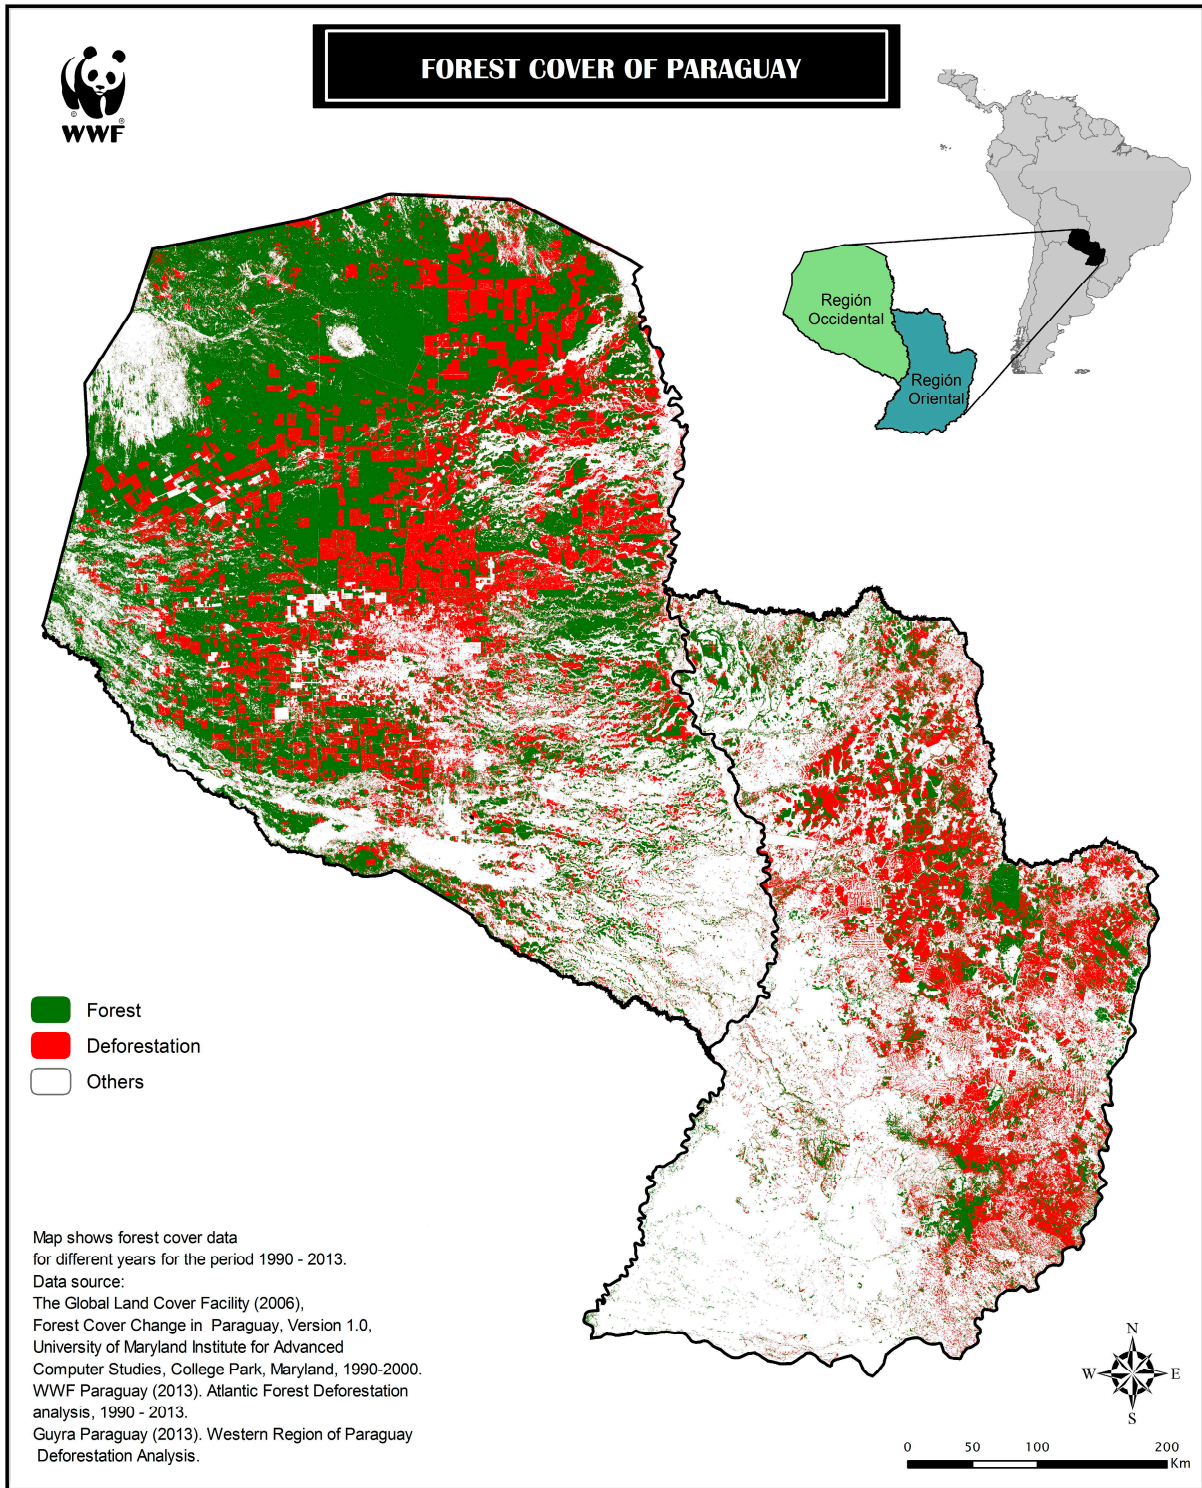 FOREST COVER OF PARAGUAY
© ®
WWF
Región
Occidental
Región
Oriental
Forest
Deforestation
Others
Map shows forest cover data
for different years for the period 1990 - 2013.
Data source:
The Global Land Cover Facility (2006),
Forest Cover Change in Paraguay, Version 1.0,
University of Maryland Institute for Advanced
Computer Studies, College Park, Maryland, 1990-2000.
WWF Paraguay (2013). Atlantic Forest Deforestation
analysis, 1990 - 2013.
Guyra Paraguay (2013). Western Region of Paraguay
Deforestation Analysis.
N
W E
S
0 50 100 200
Km